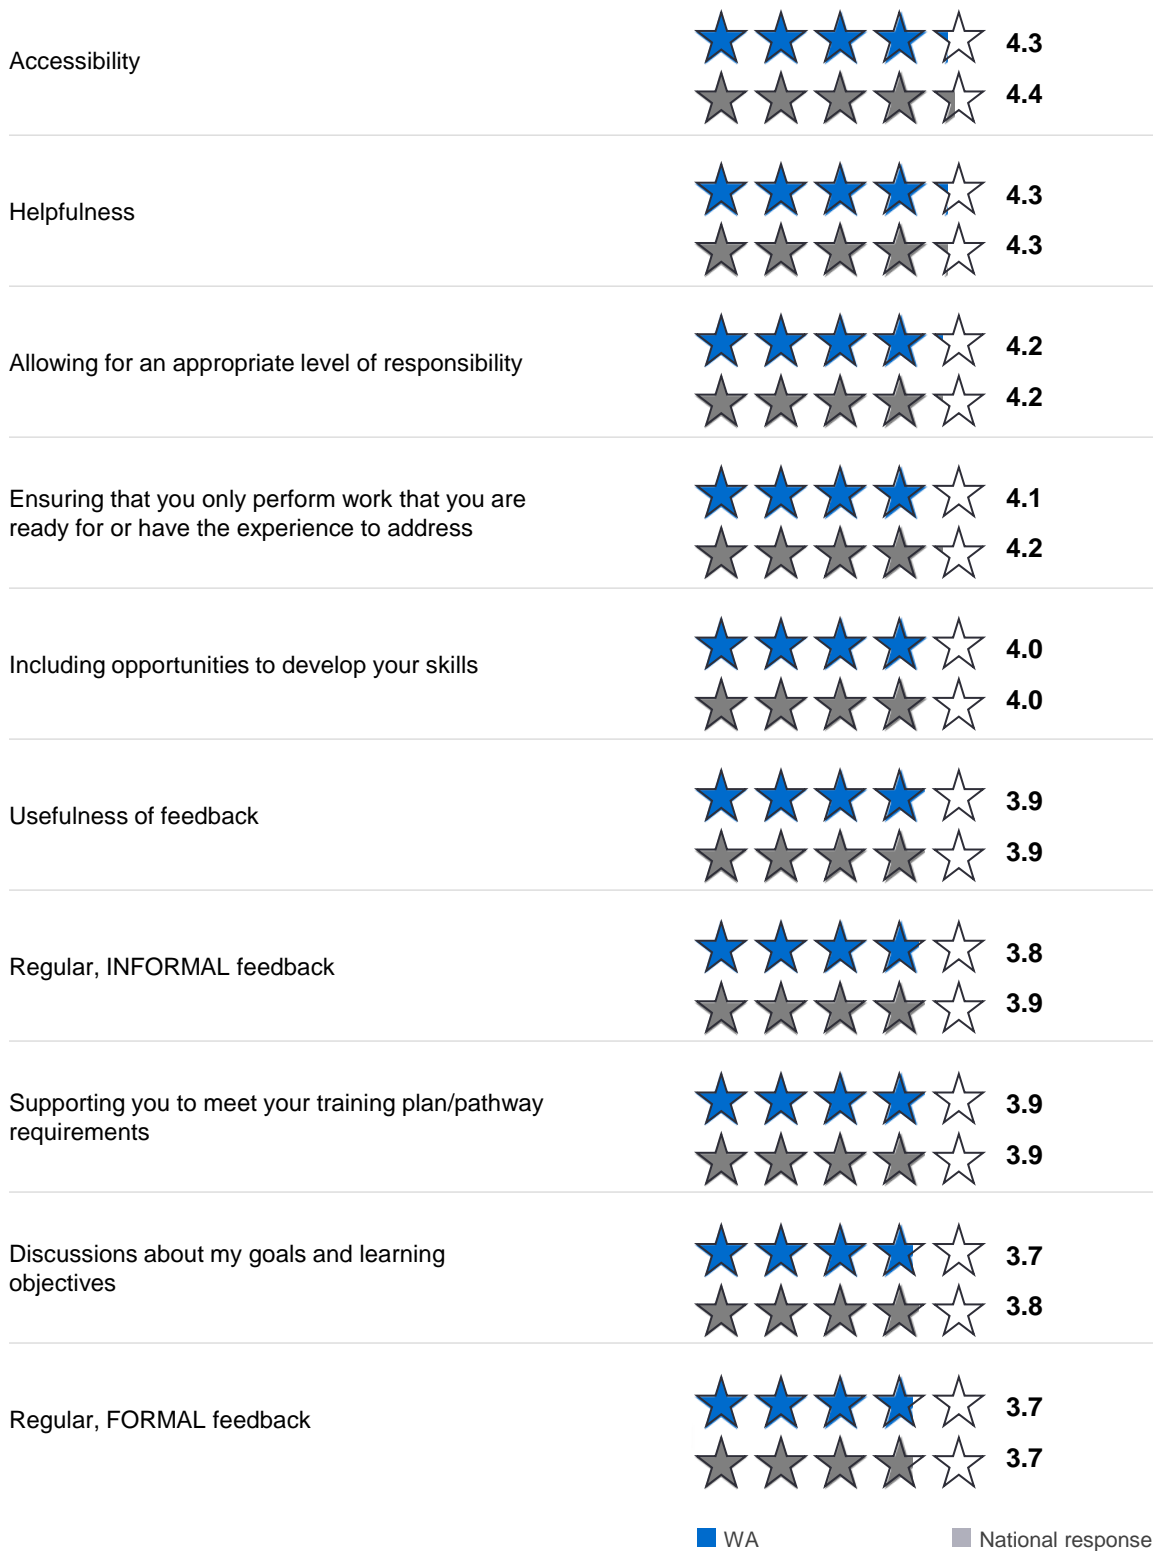 Accessibility
4.3
4.4
Helpfulness
4.3
4.3
Allowing for an appropriate level of responsibility
4.2
4.2
Ensuring that you only perform work that you are
ready for or have the experience to address
4.1
4.2
Including opportunities to develop your skills
4.0
4.0
Usefulness of feedback
3.9
3.9
Regular, INFORMAL feedback
3.8
3.9
Supporting you to meet your training plan/pathway
requirements
3.9
3.9
Discussions about my goals and learning
objectives
3.7
3.8
Regular, FORMAL feedback
3.7
3.7
WA
National response